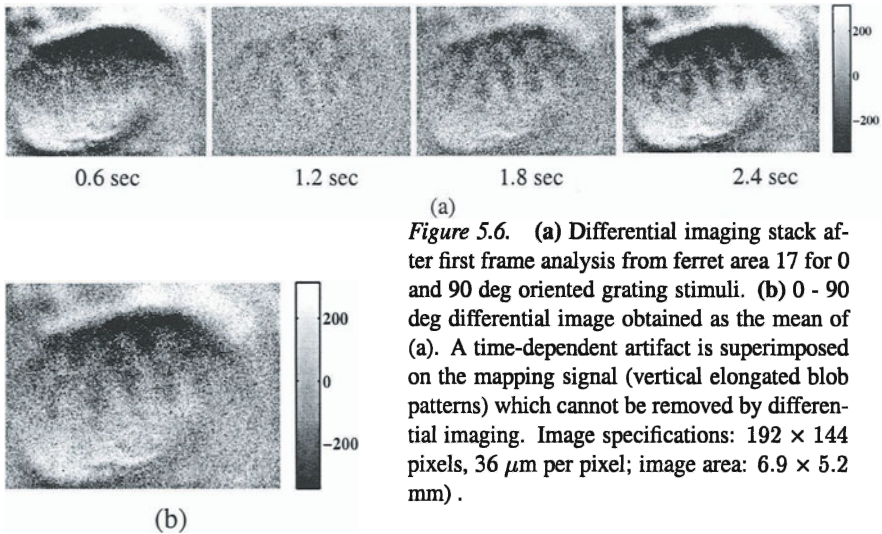 200
0
−200
0.6 sec
1.2 sec
1.8 sec
2.4 sec
(a)
Figure 5.6. (a) Differential imaging stack af-
ter first frame analysis from ferret area 17 for 0
and 90 deg oriented grating stimuli. (b) 0 - 90
deg differential image obtained as the mean of
(a). A time-dependent artifact is superimposed
on the mapping signal (vertical elongated blob
patterns) which cannot be removed by differen-
tial imaging. Image specifications: 192 × 144
pixels, 36 μm per pixel; image area: 6.9 × 5.2
mm) .
200
0
−200
(b)